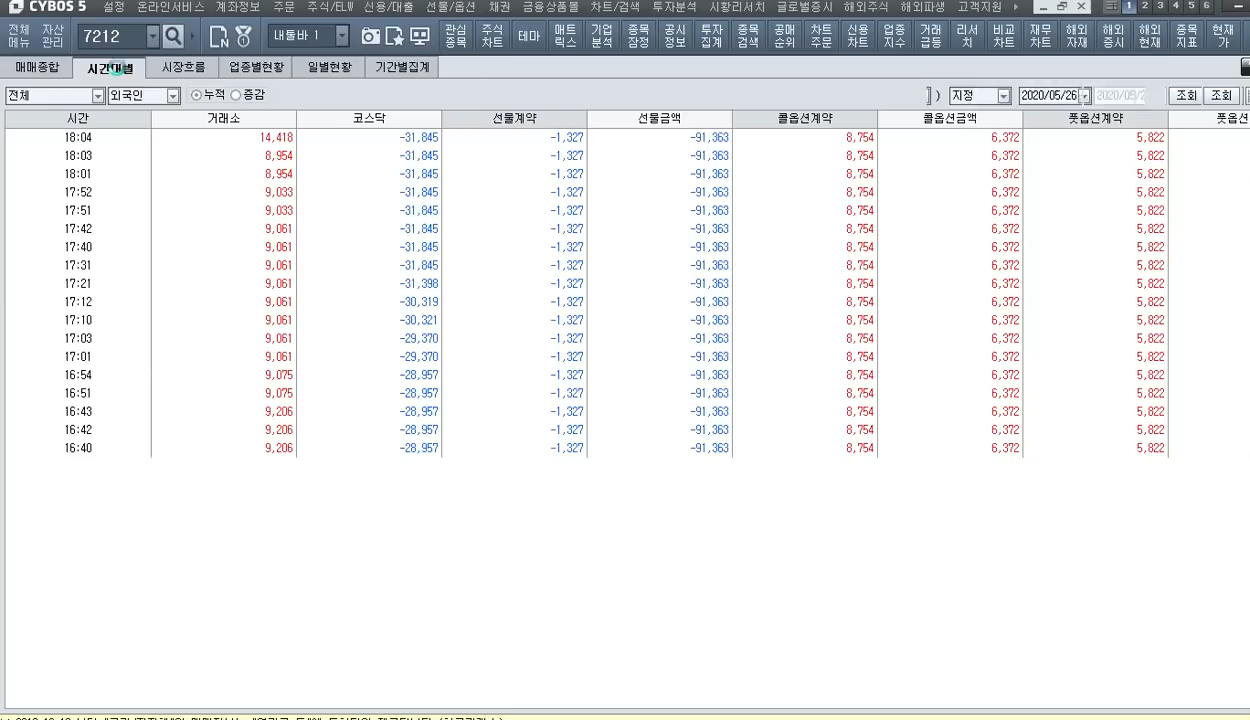 CYBOS 5 설정 온라인서비스 계좌정보 주문 주식/ELW 신용/대출 선물/옵션 채권 금융상품몰 차트/검색 투자분석 시황리서치 글로벌증시 해외주식 해외파생 고객지원 1 2 3 4 5 6
전체메뉴 자산관리 7212 내툴바 1 관심종목 주식차트 테마 매트릭스 기업분석 종목잠정 공시정보 투자집계 종목검색 공매순위 차트주문 신용차트 업종지수 거래급등 리서치 비교차트 재무차트 해외자재 해외증시 해외현재 종목지표 현재가
매매종합 시간대별 시장흐름 업종별현황 일별현황 기간별집계
전체 외국인 누적 증감 ) 지정 2020/05/26 조회 조회
시간 거래소 코스닥 선물계약 선물금액 콜옵션계약 콜옵션금액 풋옵션계약 풋옵션
18:04 14,418 -31,845 -1,327 -91,363 8,754 6,372 5,822
18:03 8,954 -31,845 -1,327 -91,363 8,754 6,372 5,822
18:01 8,954 -31,845 -1,327 -91,363 8,754 6,372 5,822
17:52 9,033 -31,845 -1,327 -91,363 8,754 6,372 5,822
17:51 9,033 -31,845 -1,327 -91,363 8,754 6,372 5,822
17:42 9,061 -31,845 -1,327 -91,363 8,754 6,372 5,822
17:40 9,061 -31,845 -1,327 -91,363 8,754 6,372 5,822
17:31 9,061 -31,845 -1,327 -91,363 8,754 6,372 5,822
17:21 9,061 -31,398 -1,327 -91,363 8,754 6,372 5,822
17:12 9,061 -30,319 -1,327 -91,363 8,754 6,372 5,822
17:10 9,061 -30,321 -1,327 -91,363 8,754 6,372 5,822
17:03 9,061 -29,370 -1,327 -91,363 8,754 6,372 5,822
17:01 9,061 -29,370 -1,327 -91,363 8,754 6,372 5,822
16:54 9,075 -28,957 -1,327 -91,363 8,754 6,372 5,822
16:51 9,075 -28,957 -1,327 -91,363 8,754 6,372 5,822
16:43 9,206 -28,957 -1,327 -91,363 8,754 6,372 5,822
16:42 9,206 -28,957 -1,327 -91,363 8,754 6,372 5,822
16:40 9,206 -28,957 -1,327 -91,363 8,754 6,372 5,822